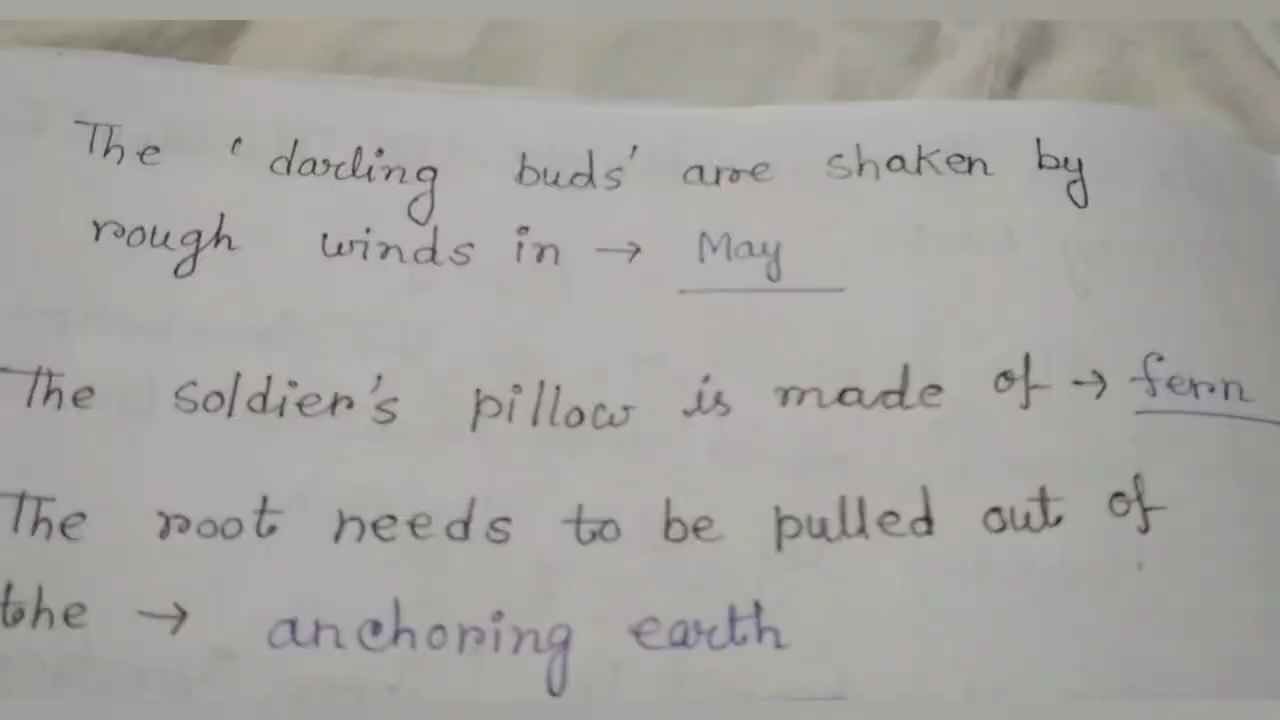 The 'darling buds' are shaken by
rough winds in → May
The soldier's pillow is made of → fern
The root needs to be pulled out of
the → anchoring earth